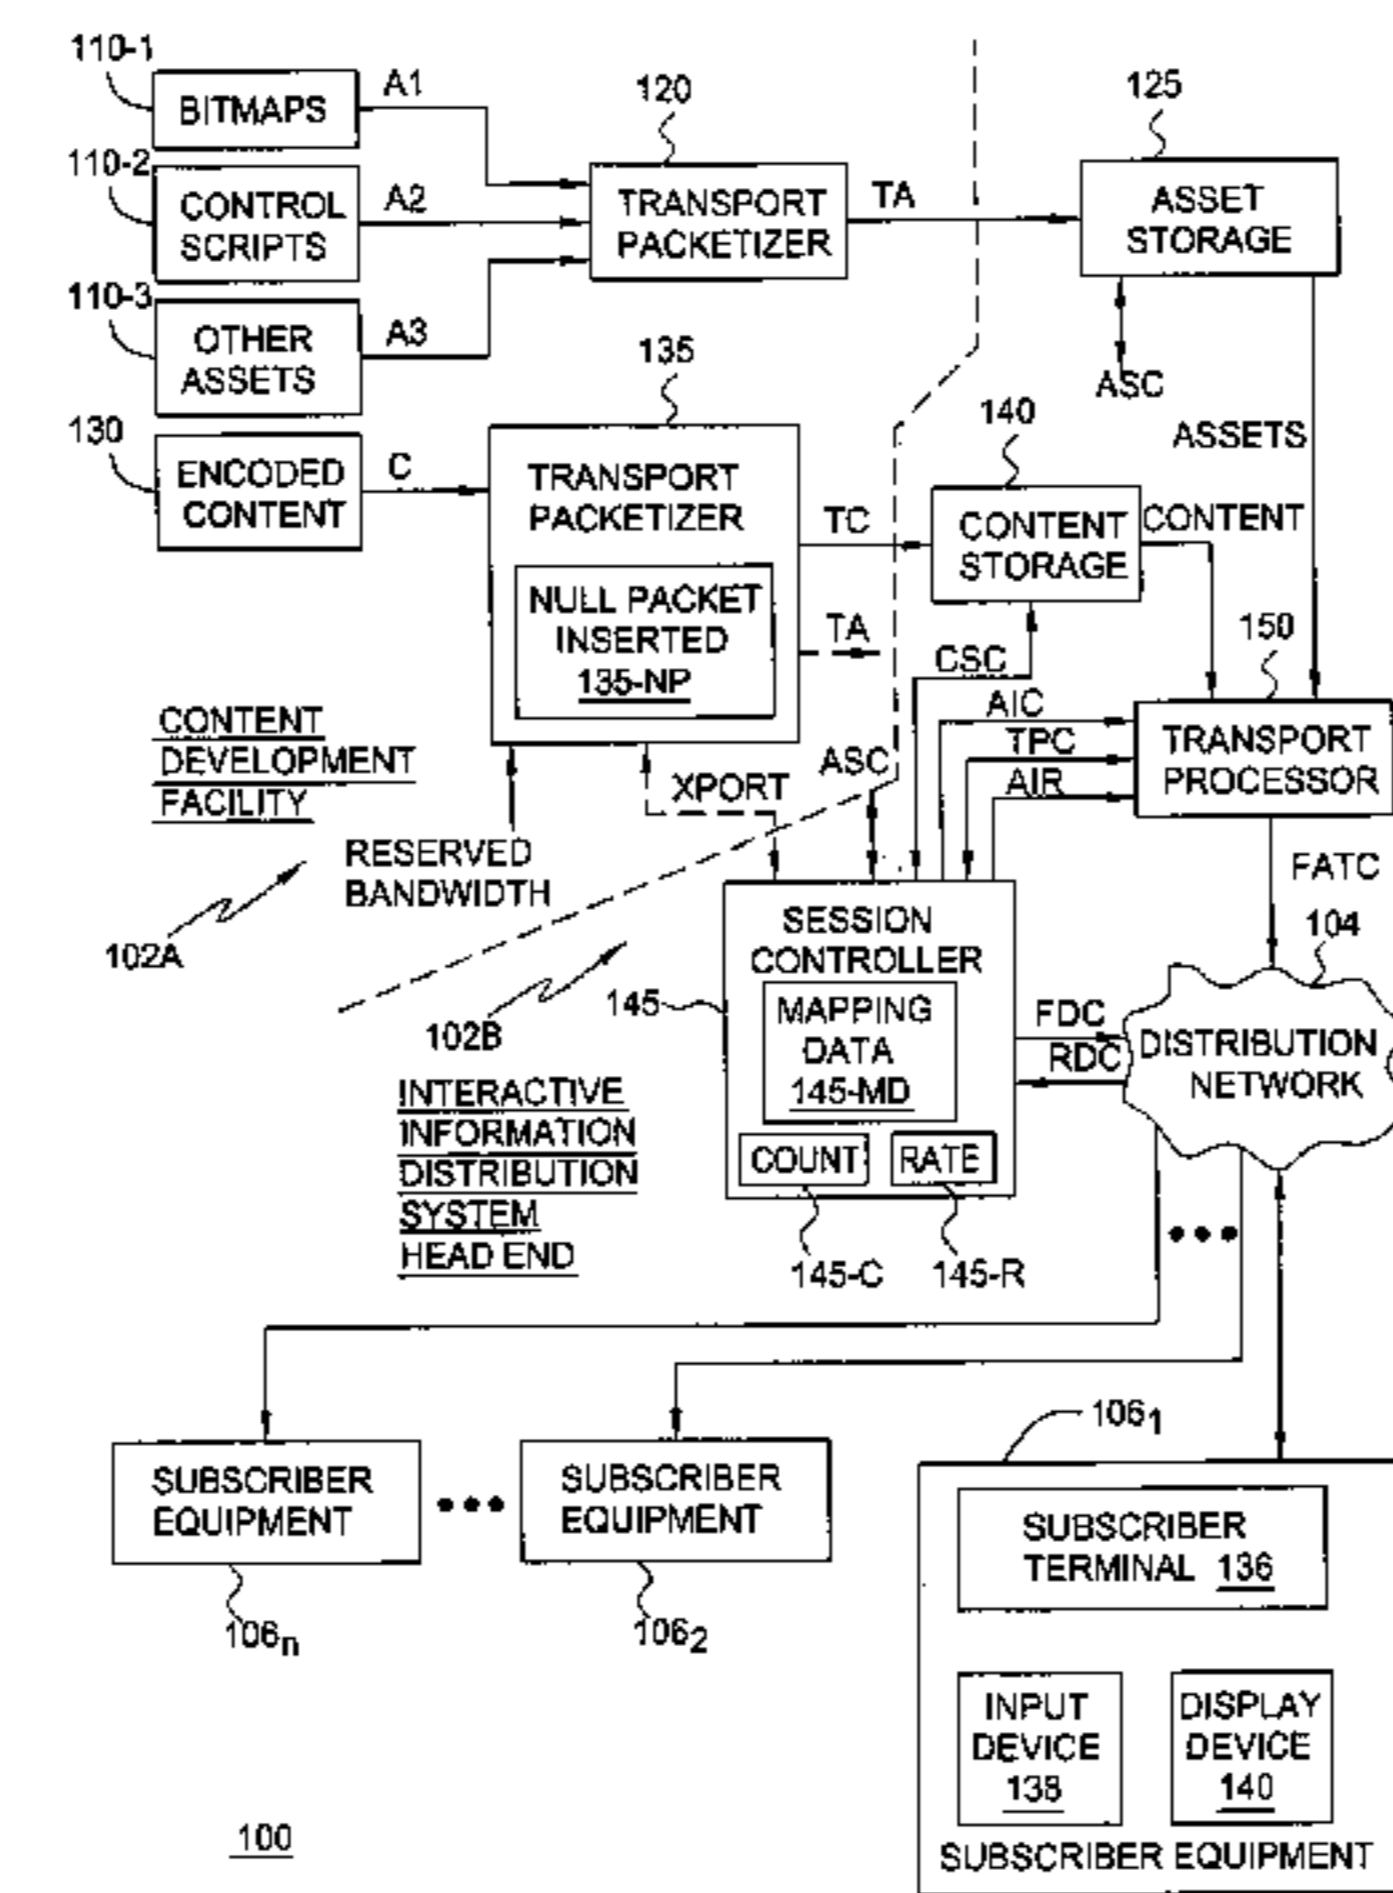 110-1
BITMAPS
A1
120
125
110-2
CONTROL
SCRIPTS
A2
TRANSPORT
PACKETIZER
TA
ASSET
STORAGE
110-3
OTHER
ASSETS
A3
135
ASC
140
ASSETS
130
ENCODED
CONTENT
C
TRANSPORT
PACKETIZER
TC
CONTENT
STORAGE
CONTENT
NULL PACKET
INSERTED
135-NP
TA
CSC
150
AIC
TPC
AIR
TRANSPORT
PROCESSOR
CONTENT
DEVELOPMENT
FACILITY
XPORT
ASC
RESERVED
BANDWIDTH
FATC
102A
SESSION
CONTROLLER
104
145
MAPPING
DATA
145-MD
FDC
RDC
DISTRIBUTION
NETWORK
102B
INTERACTIVE
INFORMATION
DISTRIBUTION
SYSTEM
HEAD END
COUNT
RATE
145-C
145-R
106₁
SUBSCRIBER
EQUIPMENT
SUBSCRIBER
EQUIPMENT
SUBSCRIBER
TERMINAL 136
106n
106₂
INPUT
DEVICE
138
DISPLAY
DEVICE
140
SUBSCRIBER EQUIPMENT
100